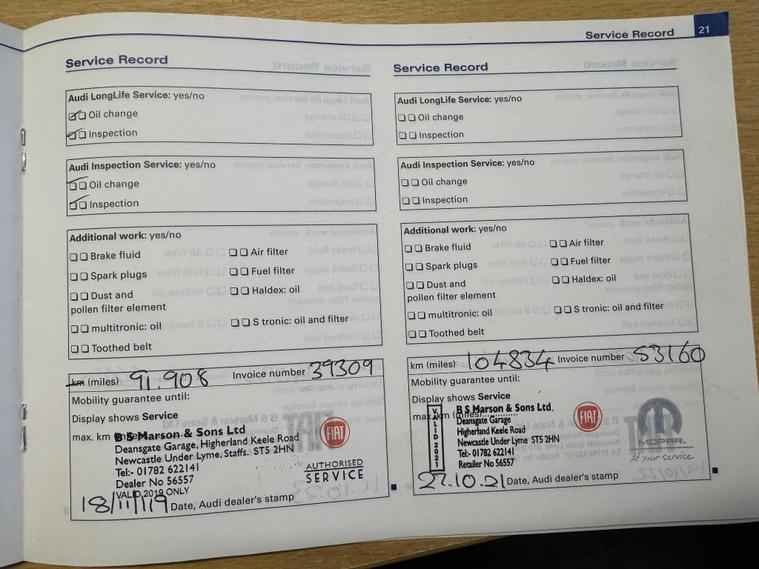 Service Record 21
Service Record
Audi LongLife Service: yes/no
Oil change
Inspection
Audi Inspection Service: yes/no
Oil change
Inspection
Additional work: yes/no
Brake fluid
Air filter
Spark plugs
Fuel filter
Dust and
pollen filter element
Haldex: oil
multitronic: oil
S tronic: oil and filter
Toothed belt
km (miles) 91.908 Invoice number 39309
Mobility guarantee until:
Display shows Service
max. km
B S Marson & Sons Ltd
Deansgate Garage, Higherland Keele Road
Newcastle Under Lyme, Staffs. ST5 2HN
Tel:- 01782 622141
Dealer No 56557
VALID 2019 ONLY
FIAT
AUTHORISED
SERVICE
18/11/19 Date, Audi dealer's stamp
Service Record
Audi LongLife Service: yes/no
Oil change
Inspection
Audi Inspection Service: yes/no
Oil change
Inspection
Additional work: yes/no
Brake fluid
Air filter
Spark plugs
Fuel filter
Dust and
pollen filter element
Haldex: oil
multitronic: oil
S tronic: oil and filter
Toothed belt
km (miles) 104834 Invoice number 53160
Mobility guarantee until:
Display shows Service
max. km (miles)
VALID 2021
B S Marson & Sons Ltd.
Deansgate Garage
Higherland Keele Road
Newcastle Under Lyme ST5 2HN
Tel:- 01782 622141
Retailer No 56557
FIAT
MOPAR.
At your service
27.10.21 Date, Audi dealer's stamp